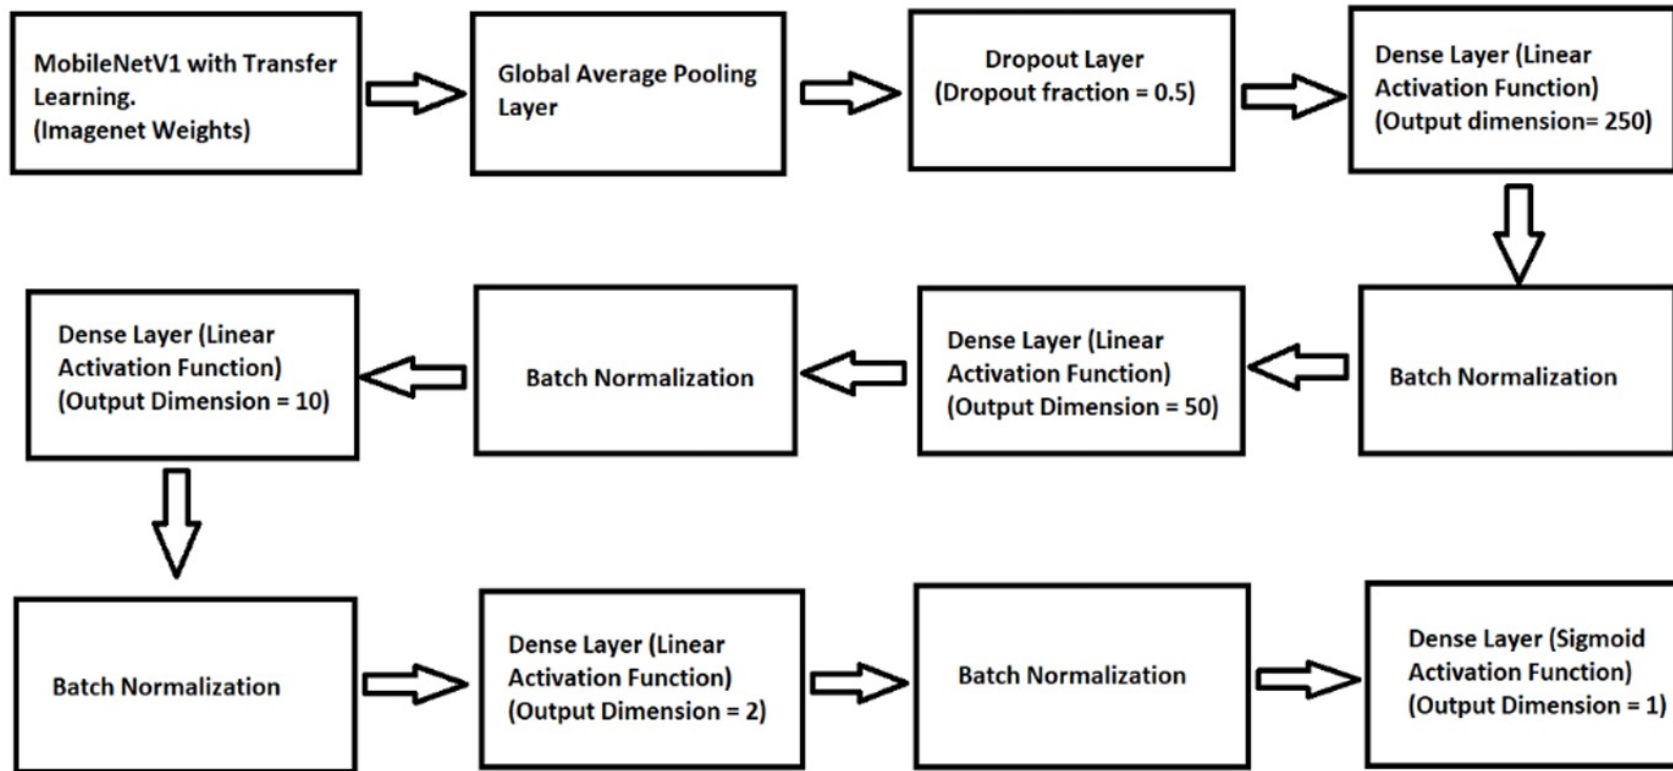 MobileNetV1 with Transfer
Learning.
(Imagenet Weights)
Global Average Pooling
Layer
Dropout Layer
(Dropout fraction = 0.5)
Dense Layer (Linear
Activation Function)
(Output dimension= 250)
Batch Normalization
Dense Layer (Linear
Activation Function)
(Output Dimension = 50)
Batch Normalization
Dense Layer (Linear
Activation Function)
(Output Dimension = 10)
Batch Normalization
Dense Layer (Linear
Activation Function)
(Output Dimension = 2)
Batch Normalization
Dense Layer (Sigmoid
Activation Function)
(Output Dimension = 1)